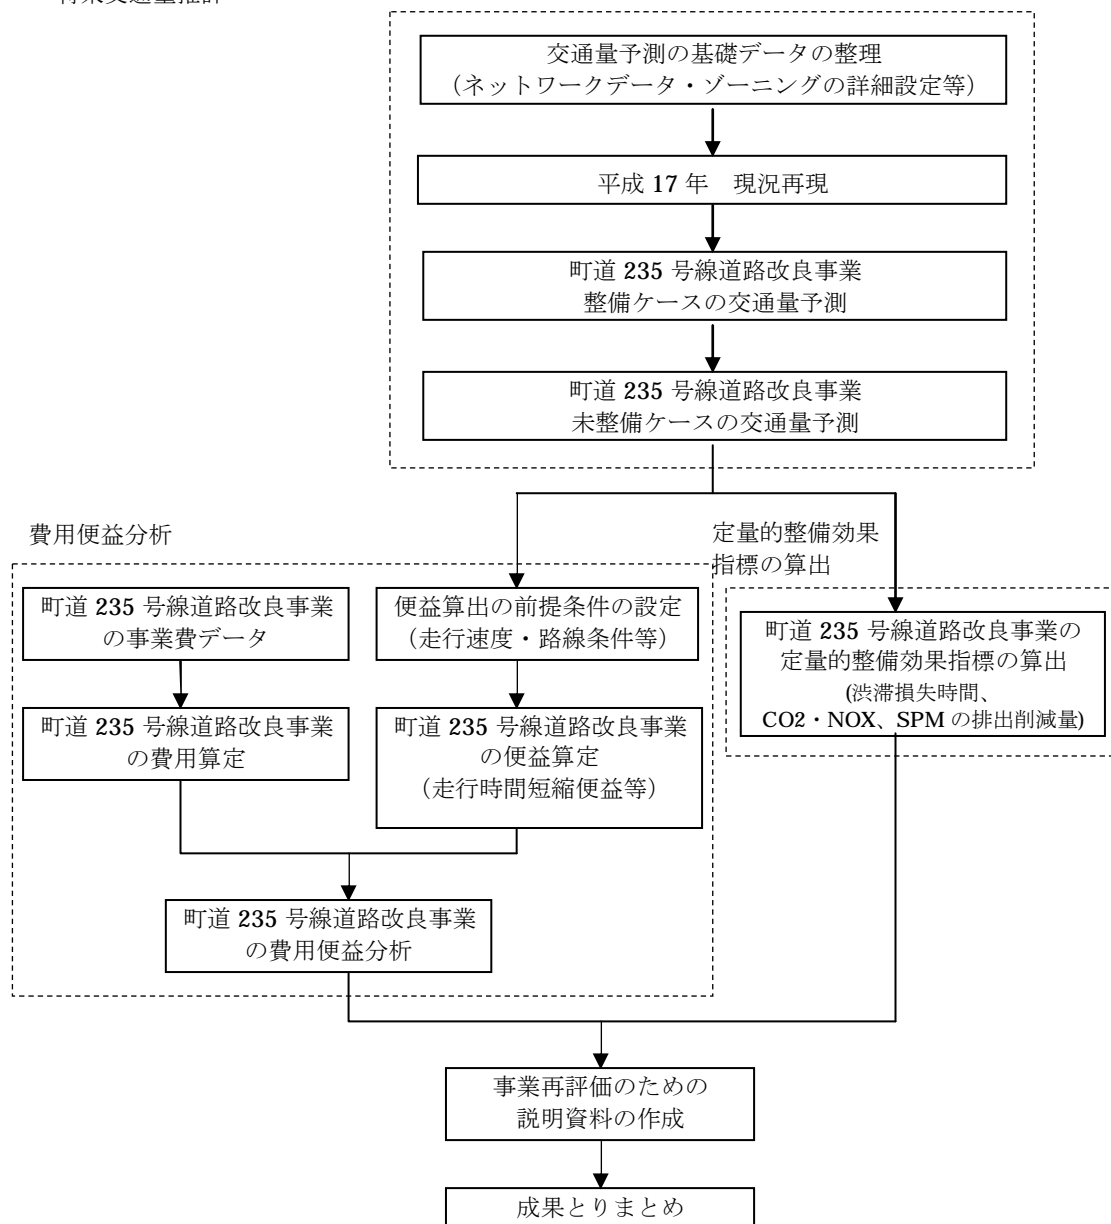 交通量予測の基礎データの整理
（ネットワークデータ・ゾーニングの詳細設定等）
平成 17 年　現況再現
町道 235 号線道路改良事業
整備ケースの交通量予測
町道 235 号線道路改良事業
未整備ケースの交通量予測
費用便益分析
町道 235 号線道路改良事業
の事業費データ
便益算出の前提条件の設定
（走行速度・路線条件等）
町道 235 号線道路改良事業
の費用算定
町道 235 号線道路改良事業
の便益算定
（走行時間短縮便益等）
町道 235 号線道路改良事業
の費用便益分析
定量的整備効果
指標の算出
町道 235 号線道路改良事業の
定量的整備効果指標の算出
(渋滞損失時間、
CO2・NOX、SPM の排出削減量)
事業再評価のための
説明資料の作成
成果とりまとめ